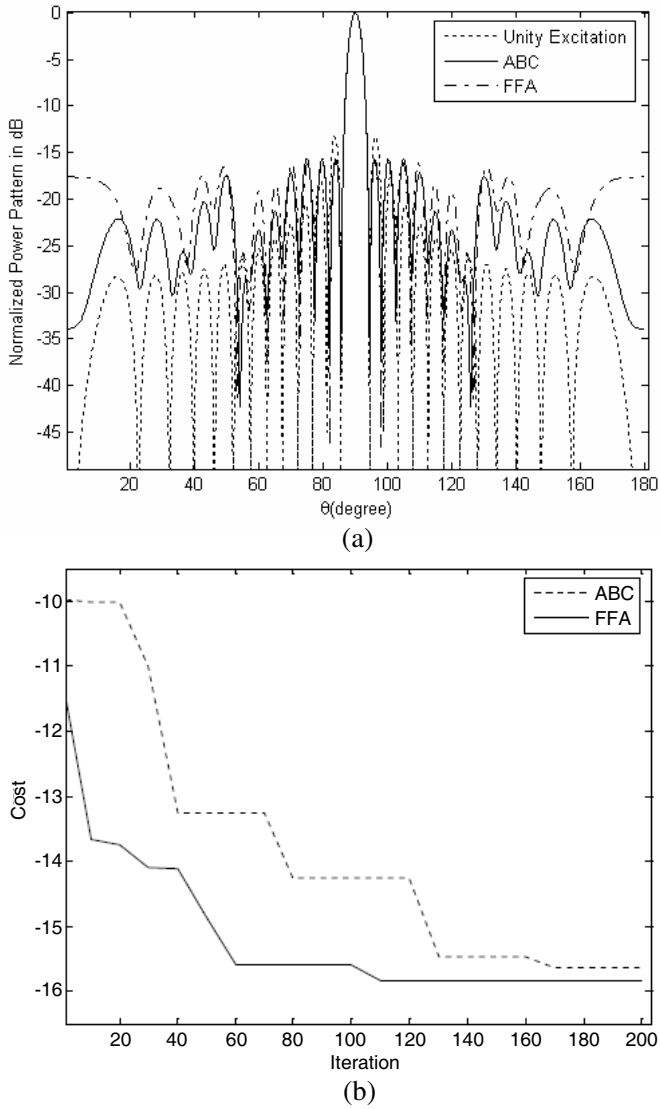 0
-5
-10
-15
-20
-25
-30
-35
-40
-45
Normalized Power Pattern in dB
Unity Excitation
ABC
FFA
20 40 60 80 100 120 140 160 180
θ(degree)
(a)
-10
-11
-12
-13
-14
-15
-16
Cost
ABC
FFA
20 40 60 80 100 120 140 160 180 200
Iteration
(b)